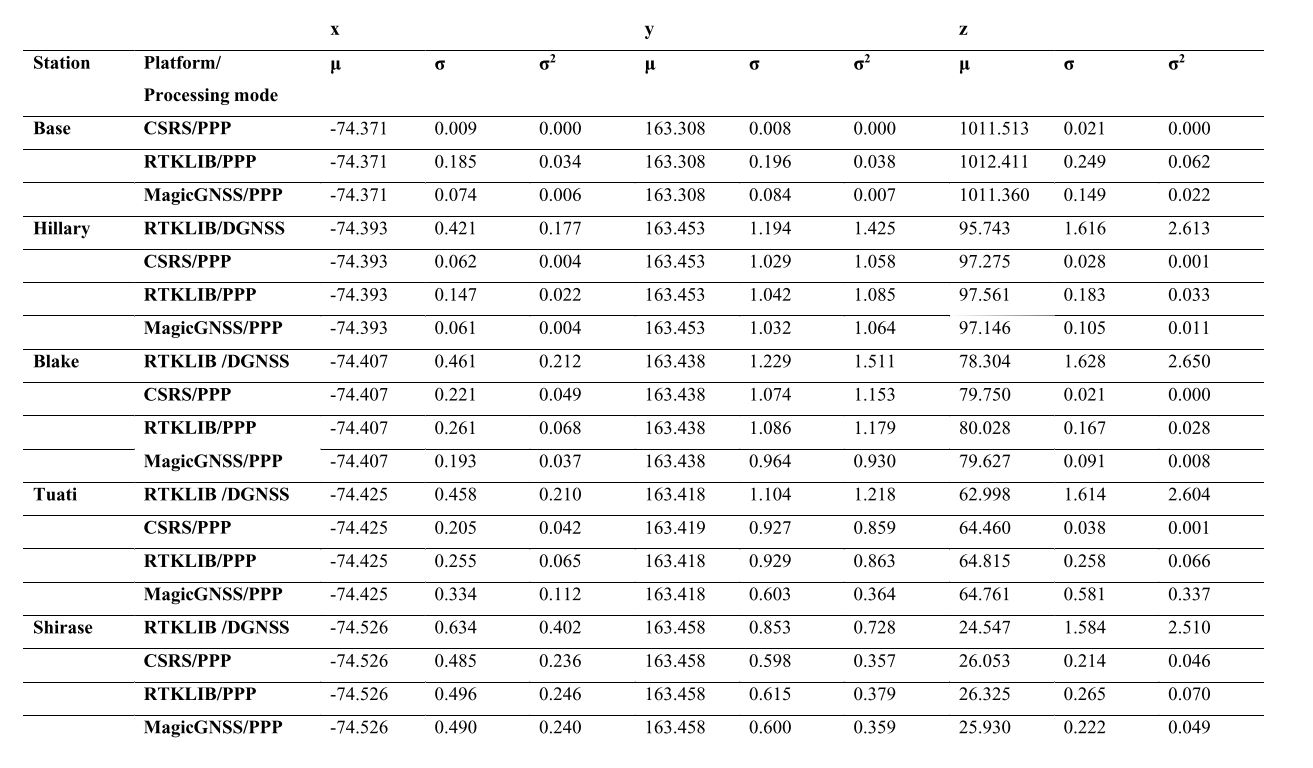 x y z
Station Platform/ μ σ σ² μ σ σ² μ σ σ²
Processing mode
Base CSRS/PPP -74.371 0.009 0.000 163.308 0.008 0.000 1011.513 0.021 0.000
RTKLIB/PPP -74.371 0.185 0.034 163.308 0.196 0.038 1012.411 0.249 0.062
MagicGNSS/PPP -74.371 0.074 0.006 163.308 0.084 0.007 1011.360 0.149 0.022
Hillary RTKLIB/DGNSS -74.393 0.421 0.177 163.453 1.194 1.425 95.743 1.616 2.613
CSRS/PPP -74.393 0.062 0.004 163.453 1.029 1.058 97.275 0.028 0.001
RTKLIB/PPP -74.393 0.147 0.022 163.453 1.042 1.085 97.561 0.183 0.033
MagicGNSS/PPP -74.393 0.061 0.004 163.453 1.032 1.064 97.146 0.105 0.011
Blake RTKLIB /DGNSS -74.407 0.461 0.212 163.438 1.229 1.511 78.304 1.628 2.650
CSRS/PPP -74.407 0.221 0.049 163.438 1.074 1.153 79.750 0.021 0.000
RTKLIB/PPP -74.407 0.261 0.068 163.438 1.086 1.179 80.028 0.167 0.028
MagicGNSS/PPP -74.407 0.193 0.037 163.438 0.964 0.930 79.627 0.091 0.008
Tuati RTKLIB /DGNSS -74.425 0.458 0.210 163.418 1.104 1.218 62.998 1.614 2.604
CSRS/PPP -74.425 0.205 0.042 163.419 0.927 0.859 64.460 0.038 0.001
RTKLIB/PPP -74.425 0.255 0.065 163.418 0.929 0.863 64.815 0.258 0.066
MagicGNSS/PPP -74.425 0.334 0.112 163.418 0.603 0.364 64.761 0.581 0.337
Shirase RTKLIB /DGNSS -74.526 0.634 0.402 163.458 0.853 0.728 24.547 1.584 2.510
CSRS/PPP -74.526 0.485 0.236 163.458 0.598 0.357 26.053 0.214 0.046
RTKLIB/PPP -74.526 0.496 0.246 163.458 0.615 0.379 26.325 0.265 0.070
MagicGNSS/PPP -74.526 0.490 0.240 163.458 0.600 0.359 25.930 0.222 0.049